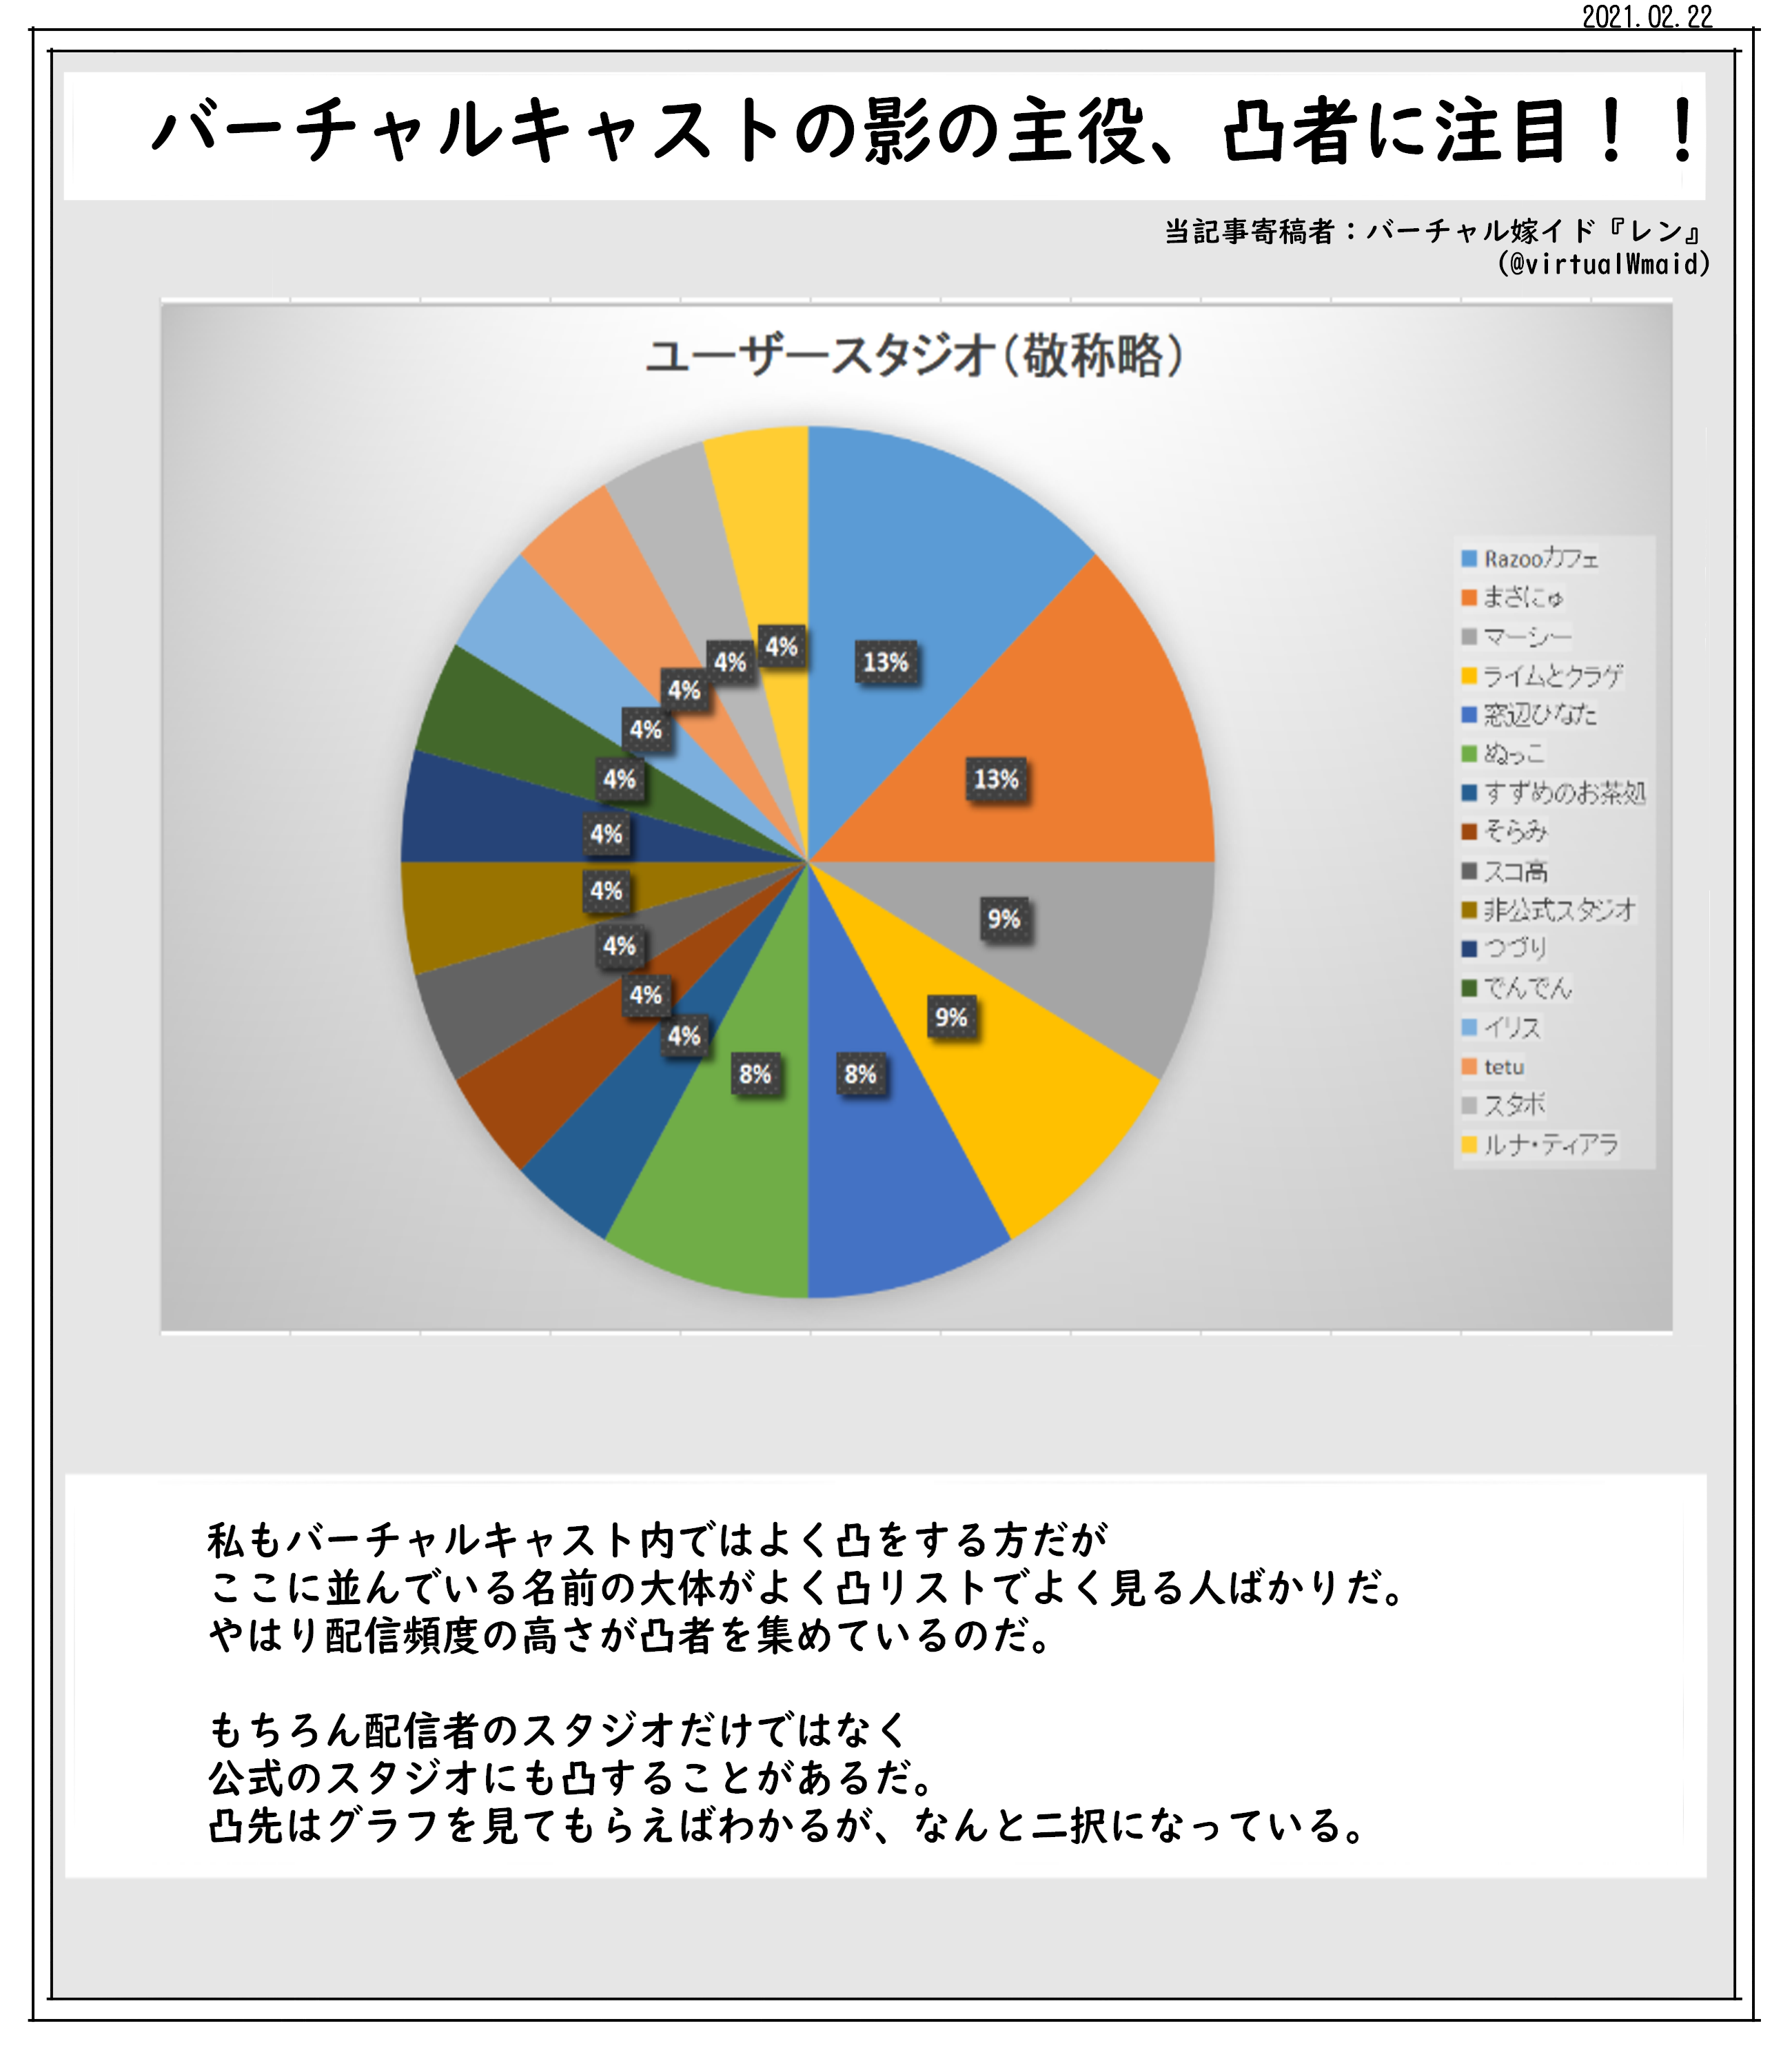 2021.02.22
バーチャルキャストの影の主役、凸者に注目！！
当記事寄稿者：バーチャル嫁イド『レン』
(@virtualWmaid)
ユーザースタジオ（敬称略）
13%
13%
9%
9%
8%
8%
4%
4%
4%
4%
4%
4%
4%
4%
4%
4%
Razooカフェ
まさにゅ
マーシー
ライムとクラゲ
窓辺ひなた
ぬっこ
すずめのお茶処
そらみ
スコ高
非公式スタジオ
つづり
でんでん
イリス
tetu
スタボ
ルナ・ティアラ
私もバーチャルキャスト内ではよく凸をする方だが
ここに並んでいる名前の大体がよく凸リストでよく見る人ばかりだ。
やはり配信頻度の高さが凸者を集めているのだ。
もちろん配信者のスタジオだけではなく
公式のスタジオにも凸することがあるだ。
凸先はグラフを見てもらえばわかるが、なんと二択になっている。